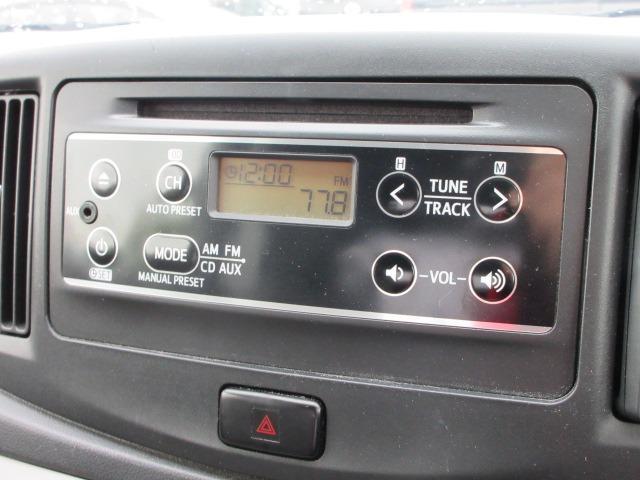 H
M
CH
12:00
FM
77.8
TUNE
TRACK
AUX
AUTO PRESET
MODE
AM FM
CD AUX
MANUAL PRESET
SET
VOL